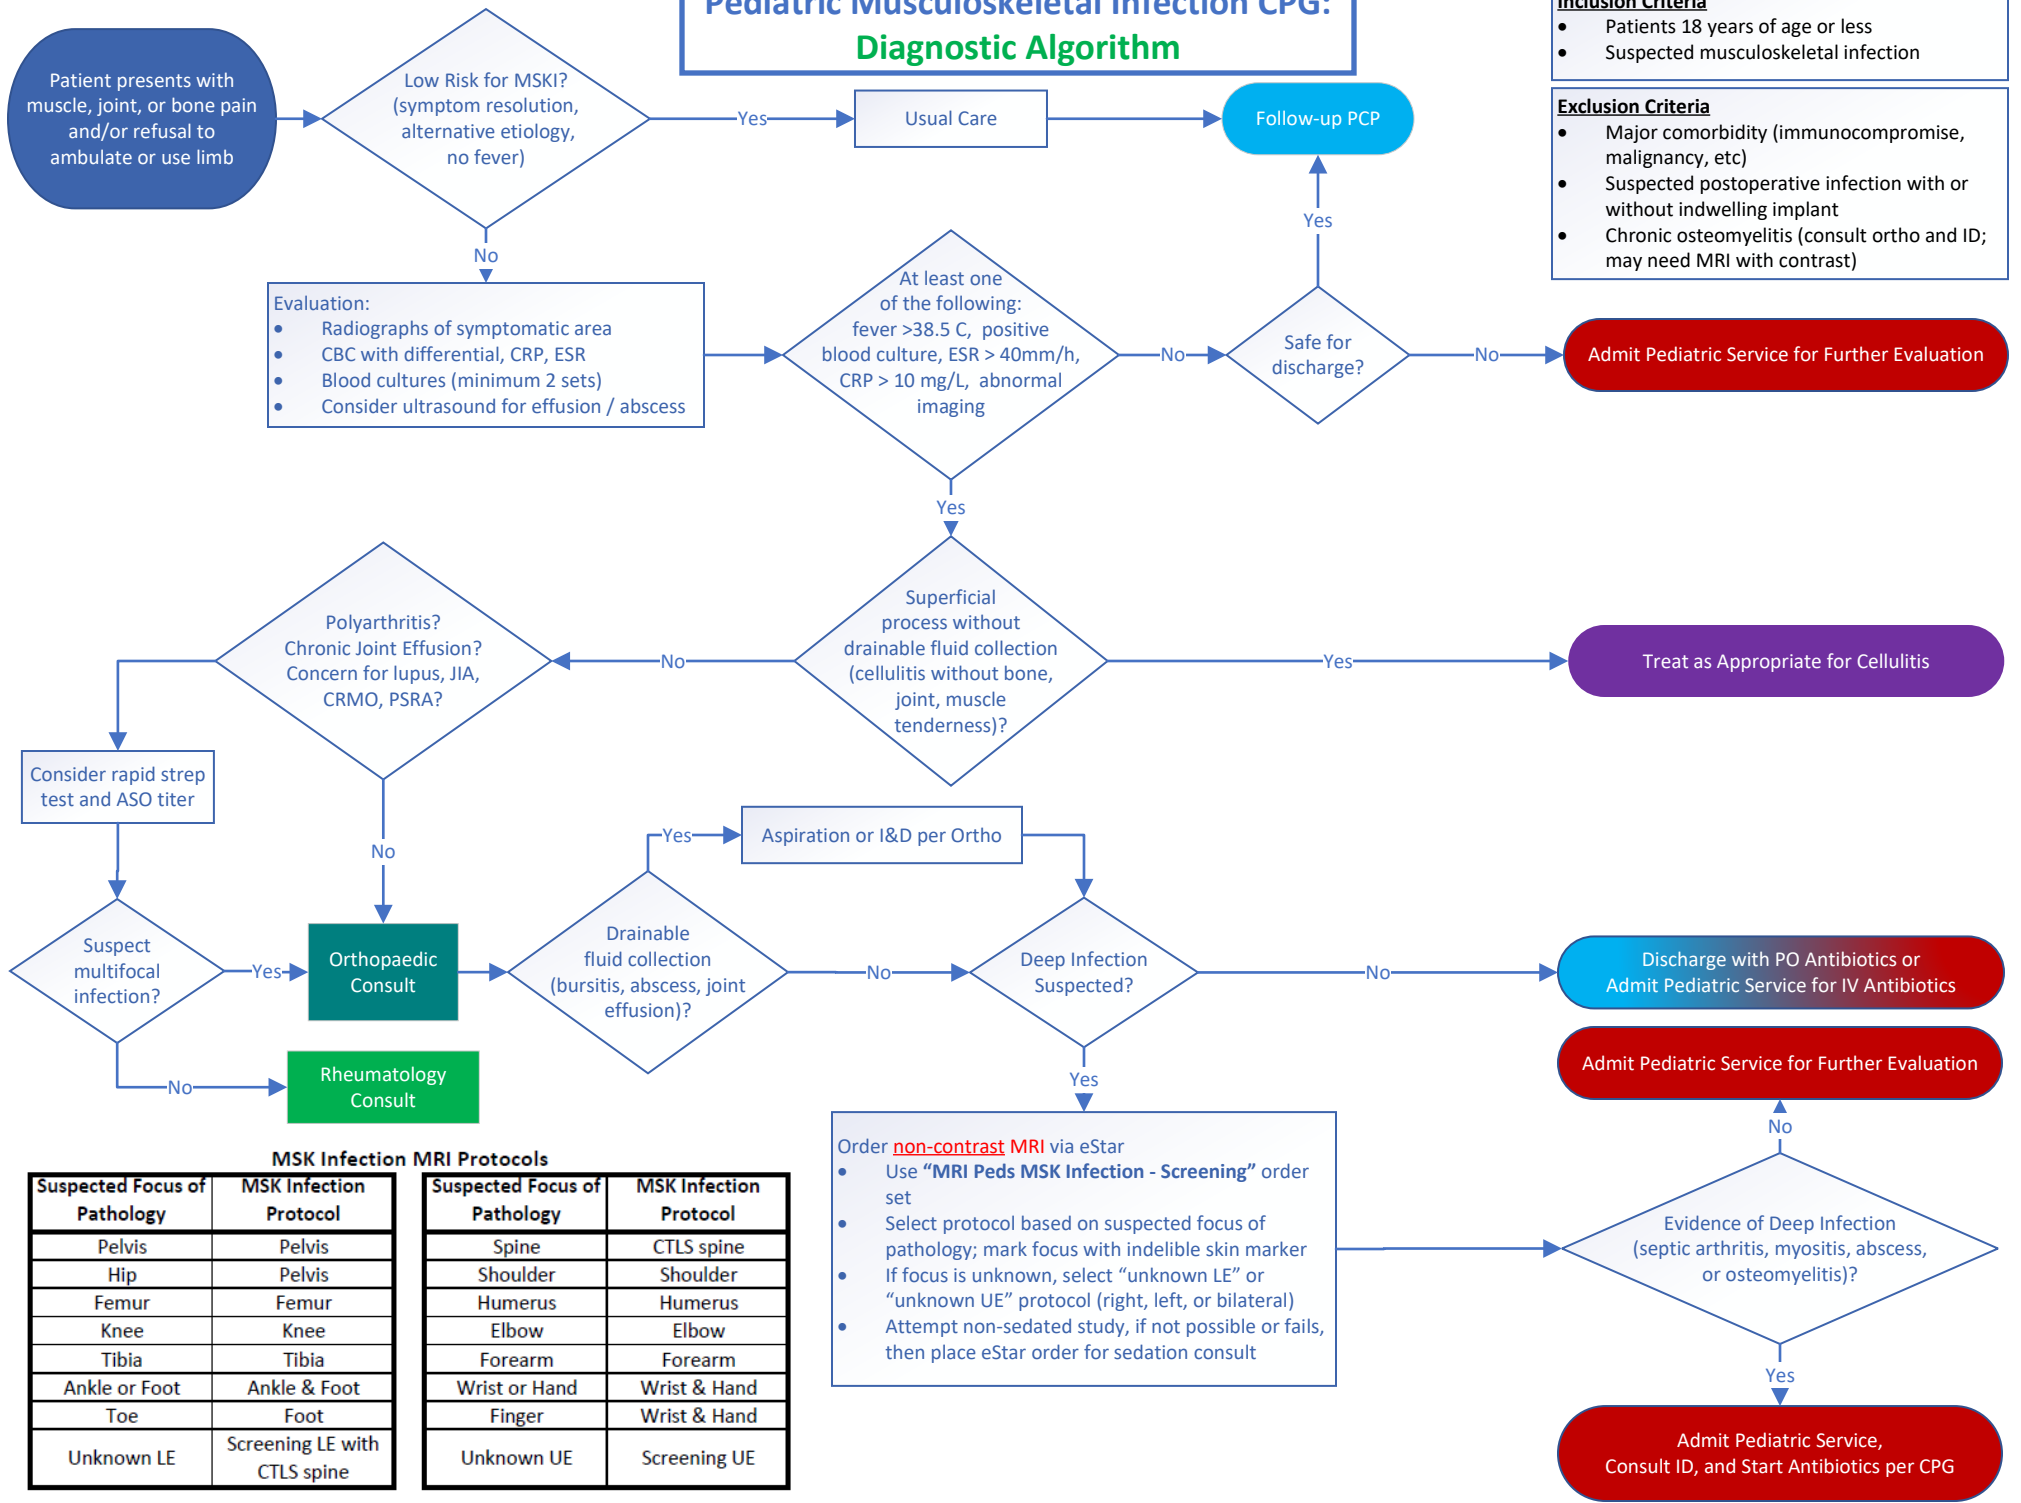 Pediatric Musculoskeletal Infection CPG:
Diagnostic Algorithm
Inclusion Criteria
• Patients 18 years of age or less
• Suspected musculoskeletal infection
Exclusion Criteria
• Major comorbidity (immunocompromise,
malignancy, etc)
• Suspected postoperative infection with or
without indwelling implant
• Chronic osteomyelitis (consult ortho and ID;
may need MRI with contrast)
Patient presents with
muscle, joint, or bone pain
and/or refusal to
ambulate or use limb
Low Risk for MSKI?
(symptom resolution,
alternative etiology,
no fever)
Yes
Usual Care
Follow-up PCP
No
Evaluation:
• Radiographs of symptomatic area
• CBC with differential, CRP, ESR
• Blood cultures (minimum 2 sets)
• Consider ultrasound for effusion / abscess
At least one
of the following:
fever >38.5 C, positive
blood culture, ESR > 40mm/h,
CRP > 10 mg/L, abnormal
imaging
No
Safe for
discharge?
Yes
No
Admit Pediatric Service for Further Evaluation
Yes
Superficial
process without
drainable fluid collection
(cellulitis without bone,
joint, muscle
tenderness)?
Yes
Treat as Appropriate for Cellulitis
No
Polyarthritis?
Chronic Joint Effusion?
Concern for lupus, JIA,
CRMO, PSRA?
Consider rapid strep
test and ASO titer
No
Suspect
multifocal
infection?
Yes
Orthopaedic
Consult
No
Rheumatology
Consult
Drainable
fluid collection
(bursitis, abscess, joint
effusion)?
Yes
Aspiration or I&D per Ortho
No
Deep Infection
Suspected?
No
Discharge with PO Antibiotics or
Admit Pediatric Service for IV Antibiotics
Yes
Order non-contrast MRI via eStar
• Use “MRI Peds MSK Infection - Screening” order
set
• Select protocol based on suspected focus of
pathology; mark focus with indelible skin marker
• If focus is unknown, select “unknown LE” or
“unknown UE” protocol (right, left, or bilateral)
• Attempt non-sedated study, if not possible or fails,
then place eStar order for sedation consult
Evidence of Deep Infection
(septic arthritis, myositis, abscess,
or osteomyelitis)?
No
Admit Pediatric Service for Further Evaluation
Yes
Admit Pediatric Service,
Consult ID, and Start Antibiotics per CPG
MSK Infection MRI Protocols
Suspected Focus of Pathology MSK Infection Protocol
Pelvis Pelvis
Hip Pelvis
Femur Femur
Knee Knee
Tibia Tibia
Ankle or Foot Ankle & Foot
Toe Foot
Unknown LE Screening LE with CTLS spine
Suspected Focus of Pathology MSK Infection Protocol
Spine CTLS spine
Shoulder Shoulder
Humerus Humerus
Elbow Elbow
Forearm Forearm
Wrist or Hand Wrist & Hand
Finger Wrist & Hand
Unknown UE Screening UE